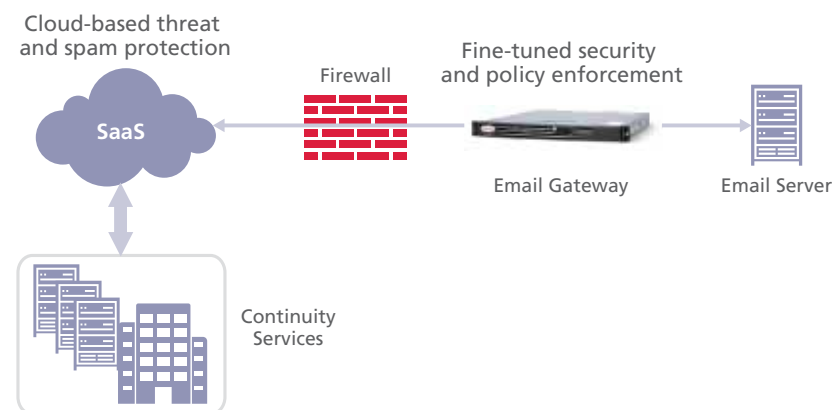 Cloud-based threat
and spam protection
SaaS
Firewall
Fine-tuned security
and policy enforcement
Email Gateway
Email Server
Continuity
Services